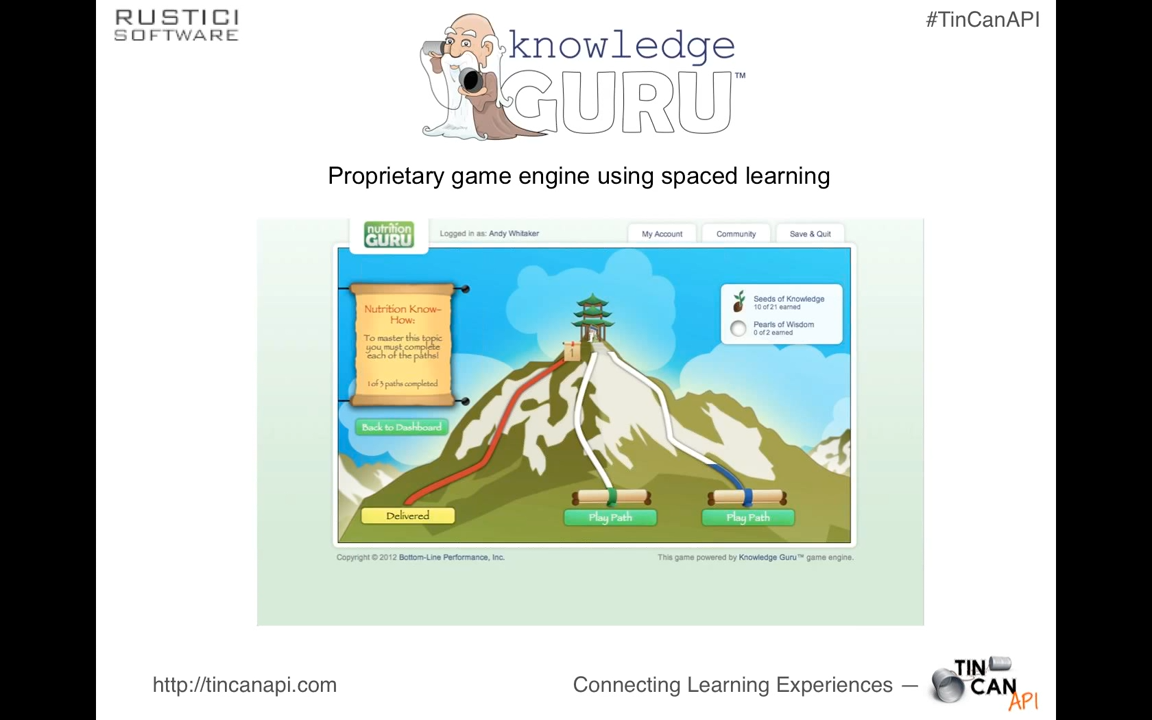 RUSTICI
SOFTWARE
#TinCanAPI
knowledge
GURU™
Proprietary game engine using spaced learning
nutrition
GURU
Logged in as: Andy Whitaker
My Account
Community
Save & Quit
Nutrition Know-
How:
To master this topic
you must complete
each of the paths!
1 of 3 paths completed
Back to Dashboard
Seeds of Knowledge
10 of 21 earned
Pearls of Wisdom
0 of 2 earned
1
Delivered
Play Path
Play Path
Copyright © 2012 Bottom-Line Performance, Inc.
This game powered by Knowledge Guru™ game engine.
http://tincanapi.com
Connecting Learning Experiences —
TIN
CAN
API